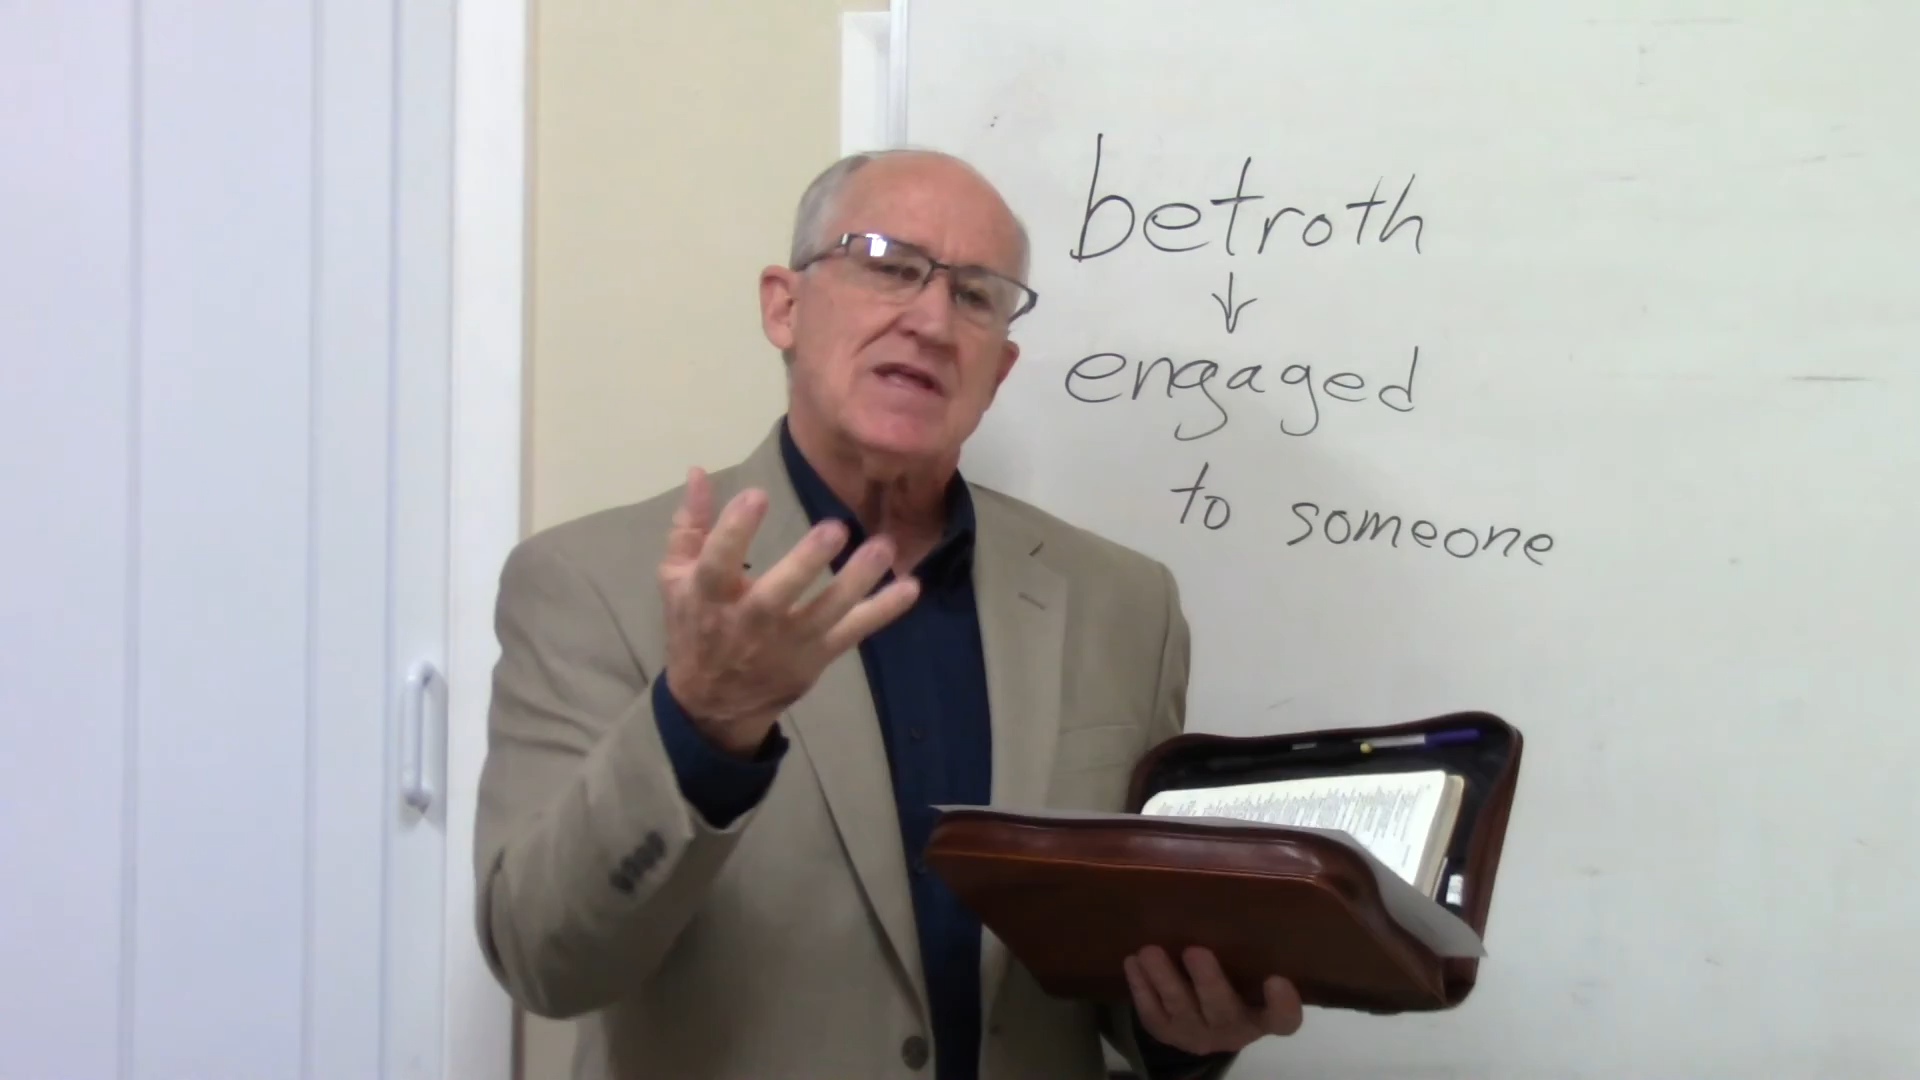 betroth
↓
engaged
to someone